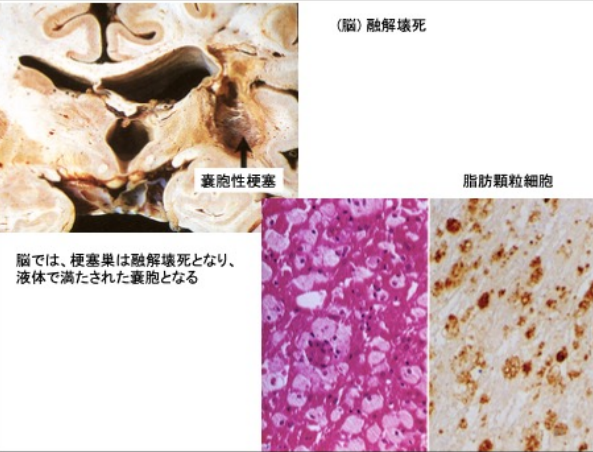 (脳) 融解壊死
嚢胞性梗塞
脂肪顆粒細胞
脳では、梗塞巣は融解壊死となり、
液体で満たされた嚢胞となる